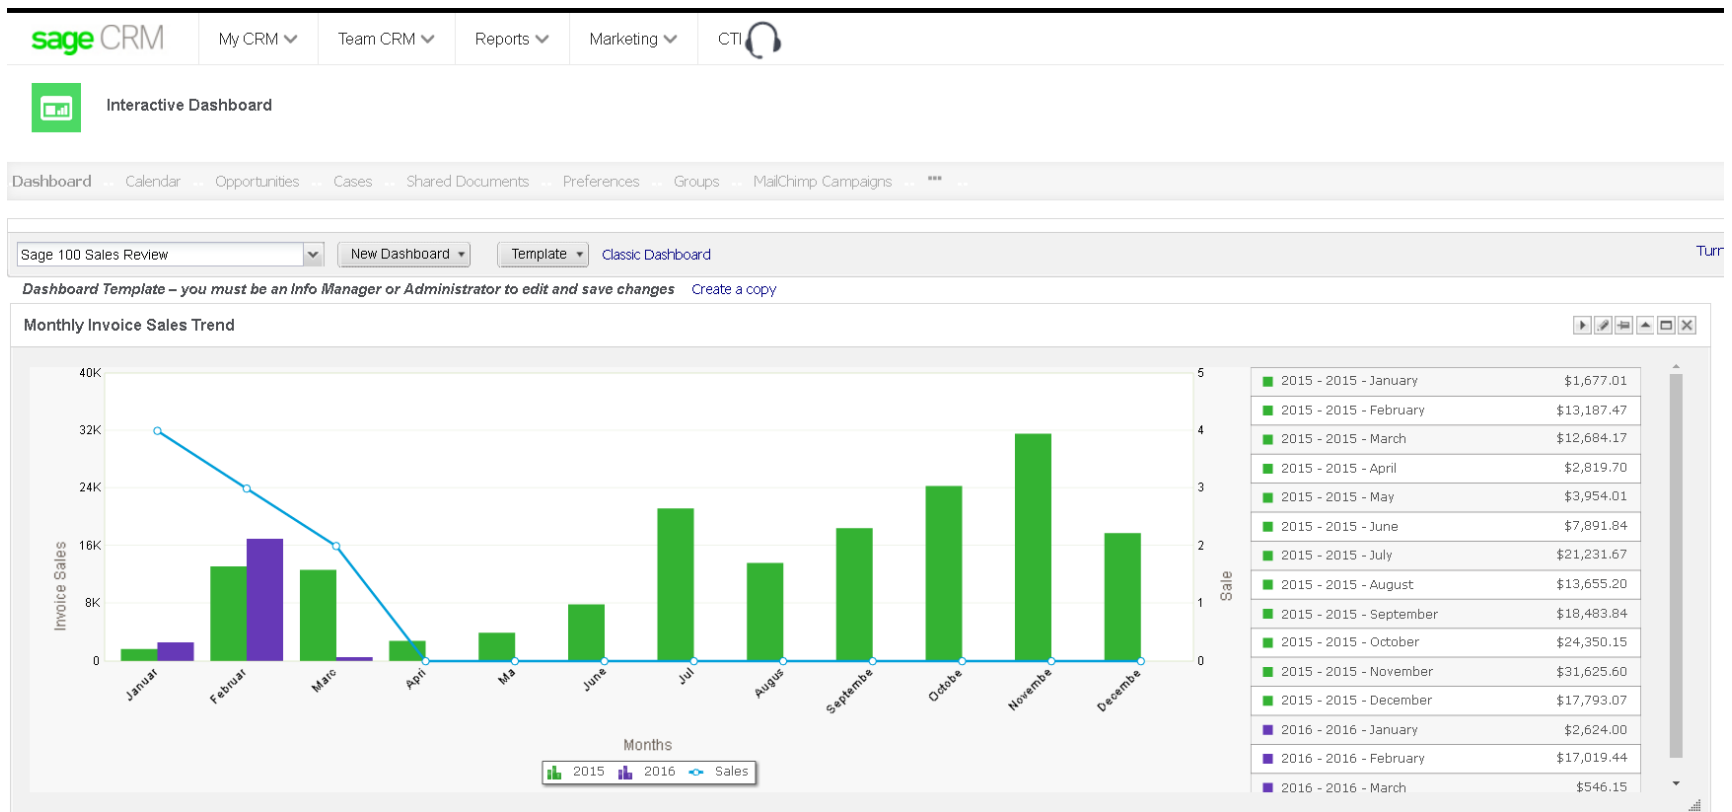 sage CRM My CRM Team CRM Reports Marketing CTI
Interactive Dashboard
Dashboard Calendar Opportunities Cases Shared Documents Preferences Groups MailChimp Campaigns ...
Sage 100 Sales Review New Dashboard Template Classic Dashboard Turn
Dashboard Template – you must be an Info Manager or Administrator to edit and save changes Create a copy
Monthly Invoice Sales Trend
40K
32K
24K
16K
8K
0
Invoice Sales
5
4
3
2
1
0
Sale
Januar Februar Marc Apri Ma June Jul Augus Septembe Octobe Novembe Decembe
Months
2015 2016 Sales
2015 - 2015 - January $1,677.01
2015 - 2015 - February $13,187.47
2015 - 2015 - March $12,684.17
2015 - 2015 - April $2,819.70
2015 - 2015 - May $3,954.01
2015 - 2015 - June $7,891.84
2015 - 2015 - July $21,231.67
2015 - 2015 - August $13,655.20
2015 - 2015 - September $18,483.84
2015 - 2015 - October $24,350.15
2015 - 2015 - November $31,625.60
2015 - 2015 - December $17,793.07
2016 - 2016 - January $2,624.00
2016 - 2016 - February $17,019.44
2016 - 2016 - March $546.15